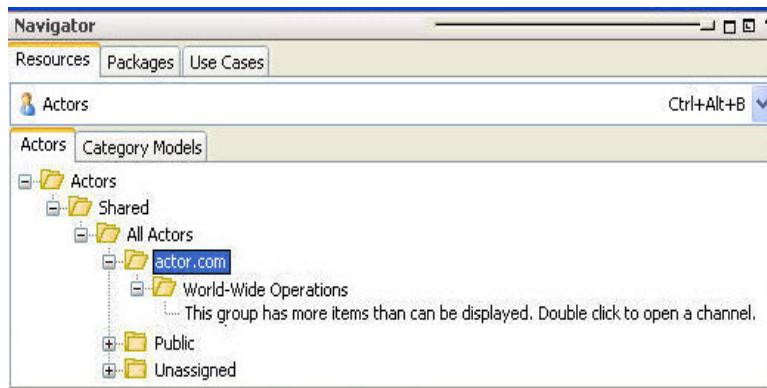 Navigator
Resources Packages Use Cases
Actors Ctrl+Alt+B
Actors Category Models
Actors
Shared
All Actors
actor.com
World-Wide Operations
This group has more items than can be displayed. Double click to open a channel.
Public
Unassigned